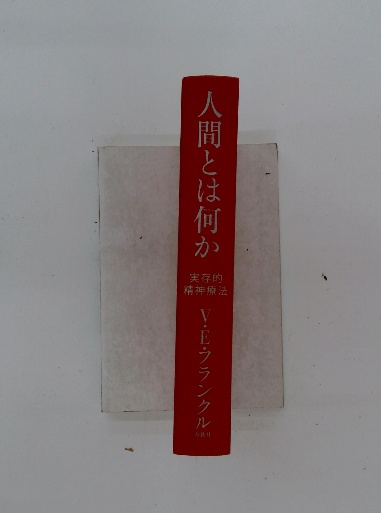 人間とは何か
実存的
精神療法
V・E・フランクル